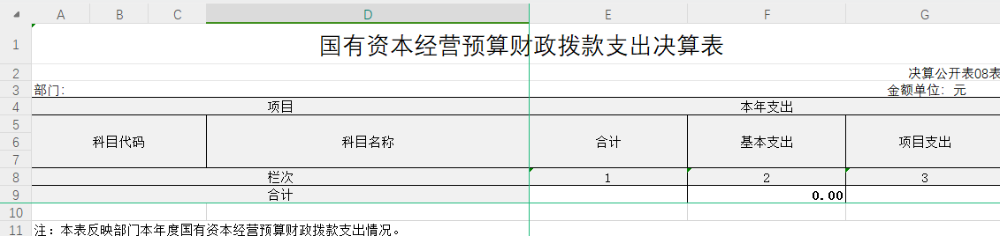 A B C D E F G
1 国有资本经营预算财政拨款支出决算表
2 决算公开表08表
3 部门： 金额单位：元
4 项目 本年支出
5
6 科目代码 科目名称 合计 基本支出 项目支出
7
8 栏次 1 2 3
9 合计 0.00
10
11 注：本表反映部门本年度国有资本经营预算财政拨款支出情况。